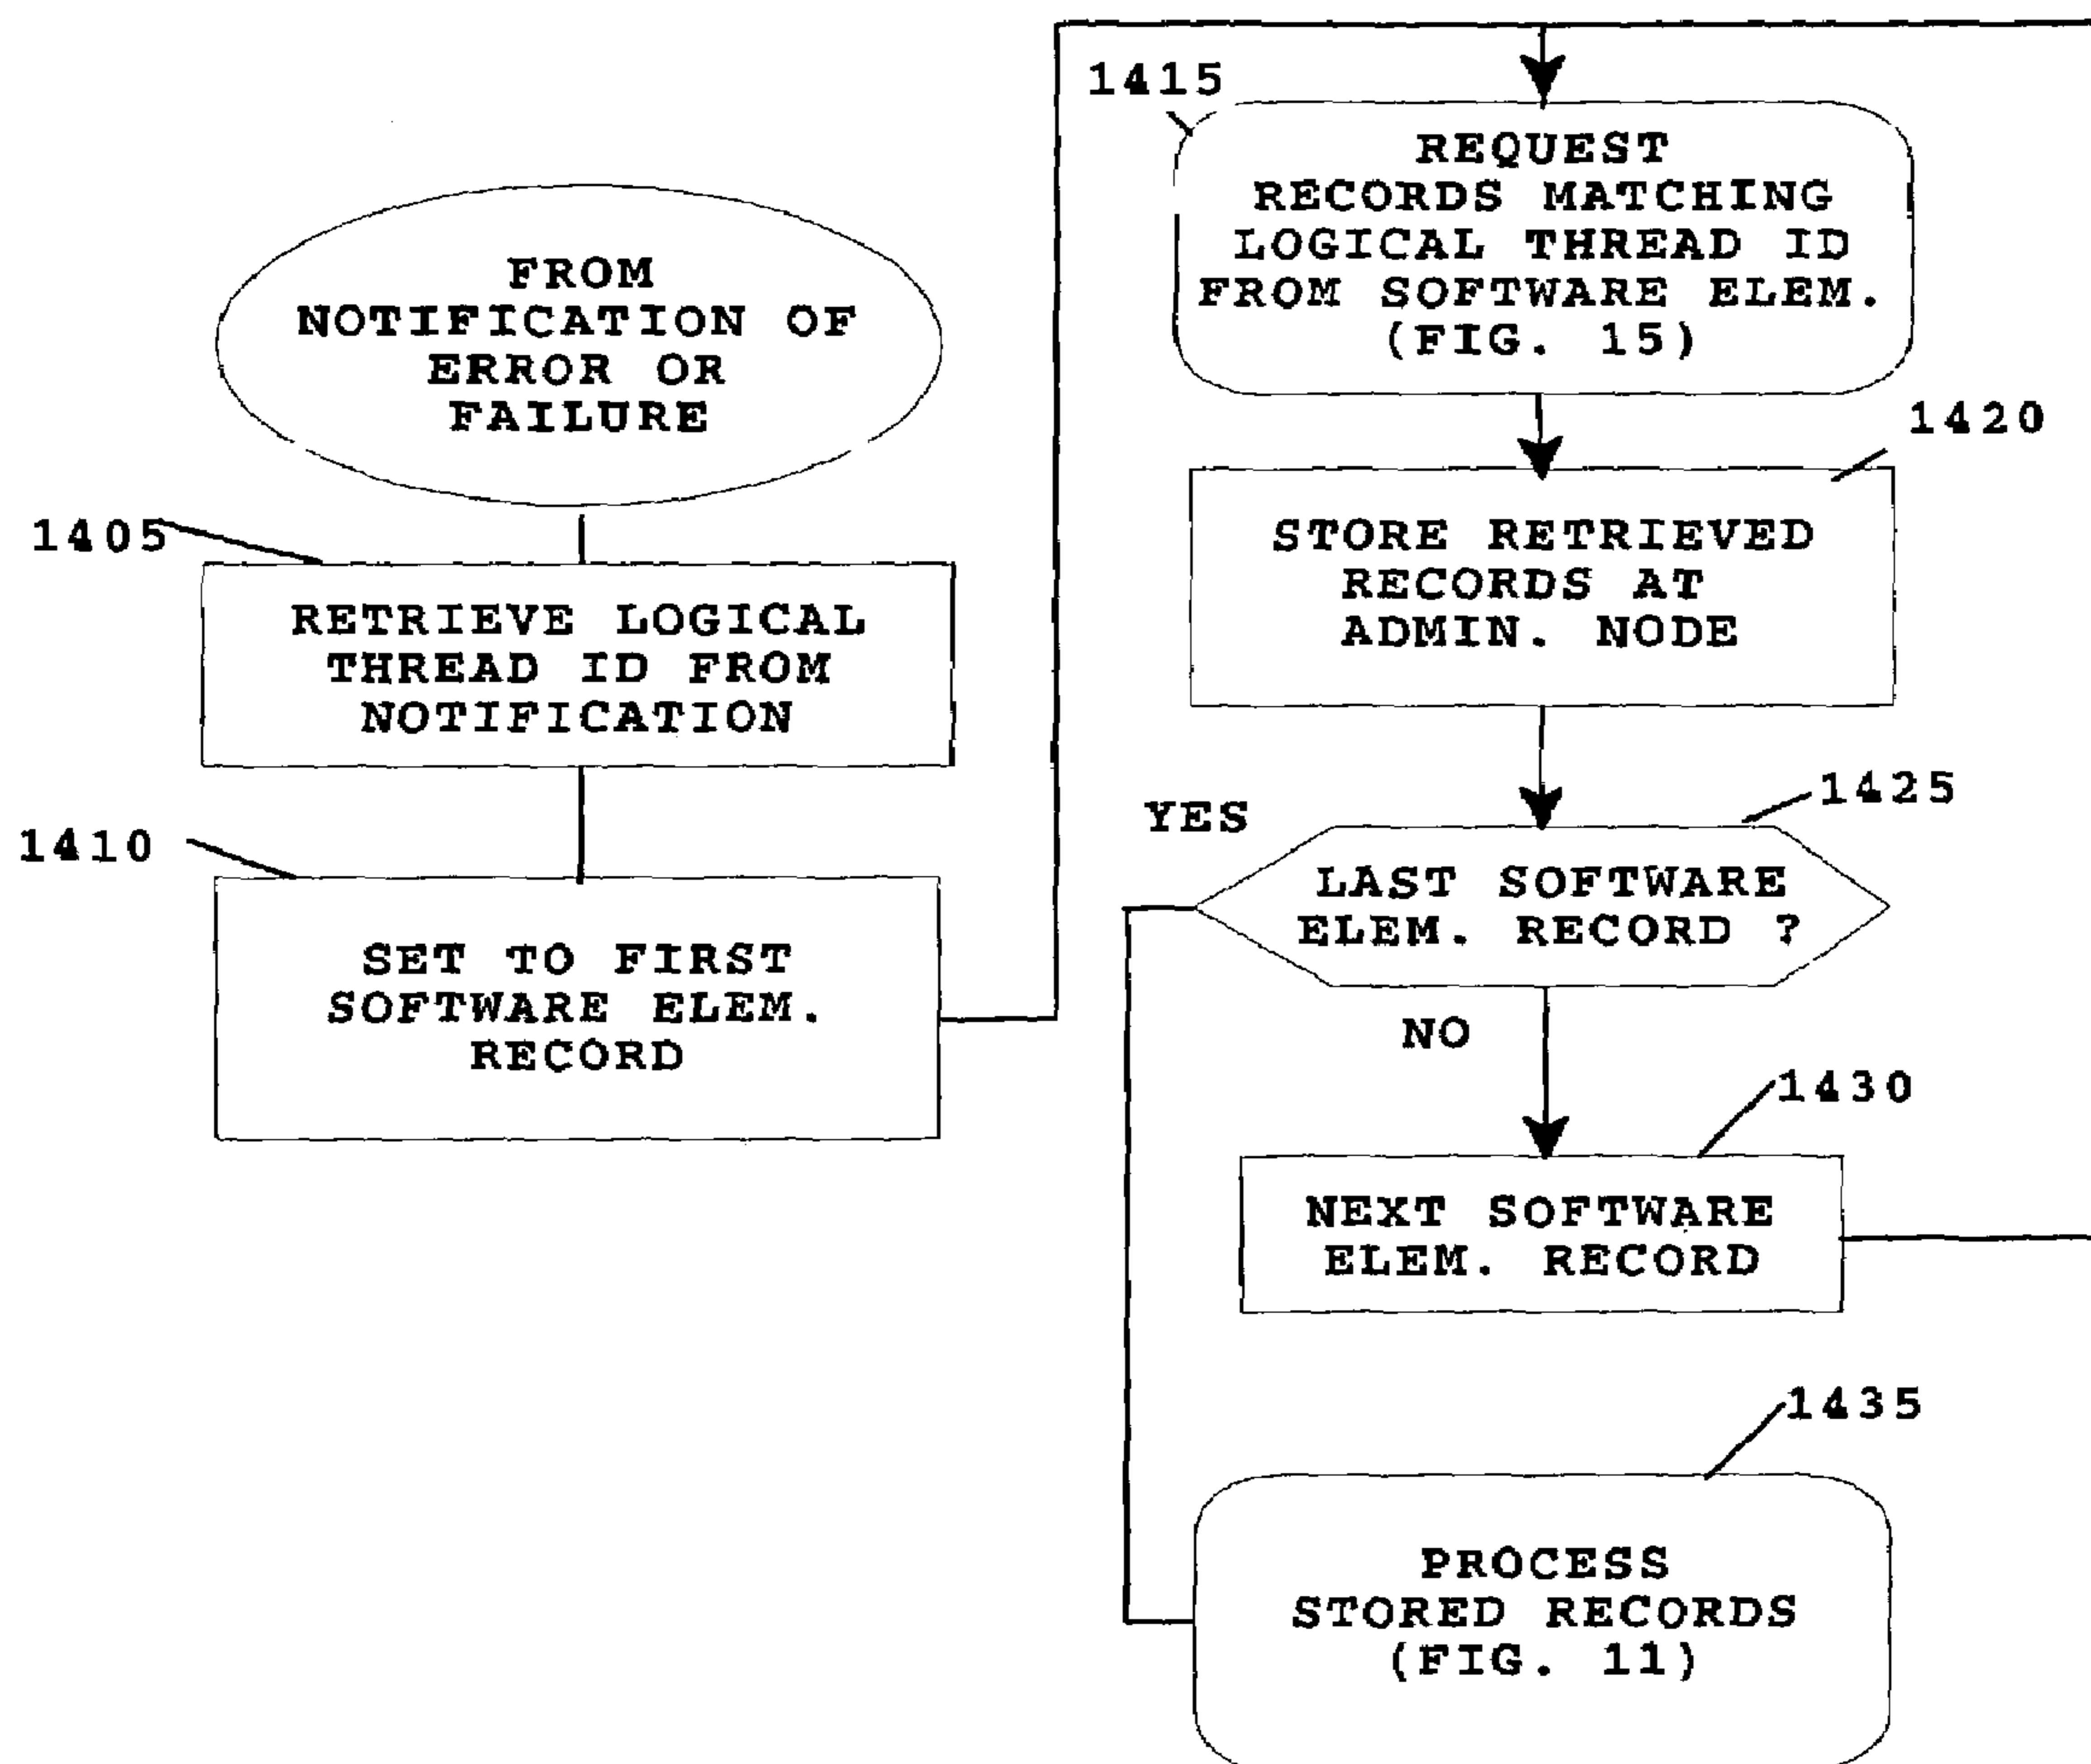 FROM
NOTIFICATION OF
ERROR OR
FAILURE
1405
RETRIEVE LOGICAL
THREAD ID FROM
NOTIFICATION
1410
SET TO FIRST
SOFTWARE ELEM.
RECORD
1415
REQUEST
RECORDS MATCHING
LOGICAL THREAD ID
FROM SOFTWARE ELEM.
(FIG. 15)
1420
STORE RETRIEVED
RECORDS AT
ADMIN. NODE
1425
YES
LAST SOFTWARE
ELEM. RECORD ?
NO
1430
NEXT SOFTWARE
ELEM. RECORD
1435
PROCESS
STORED RECORDS
(FIG. 11)